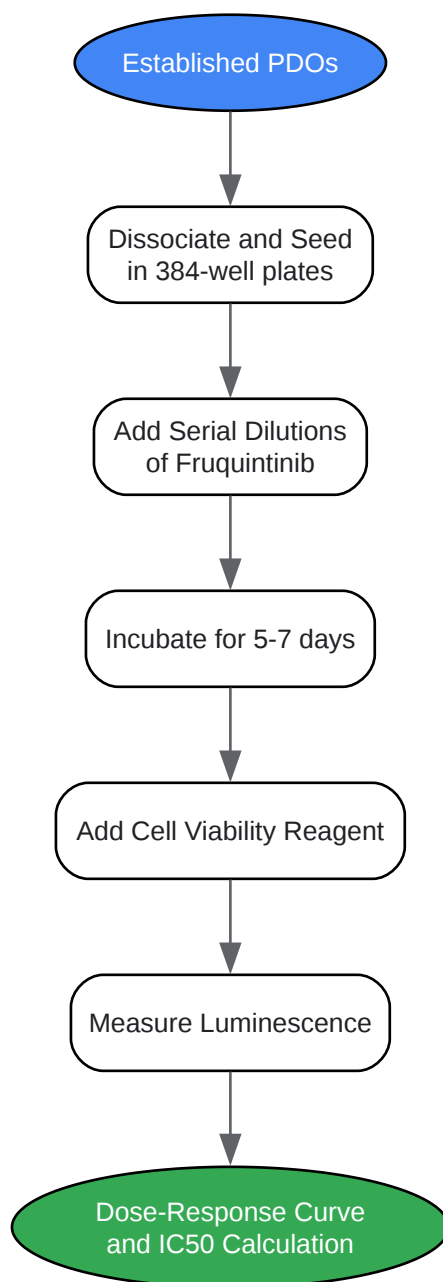 Established PDOs
Dissociate and Seed
in 384-well plates
Add Serial Dilutions
of Fruquintinib
Incubate for 5-7 days
Add Cell Viability Reagent
Measure Luminescence
Dose-Response Curve
and IC50 Calculation